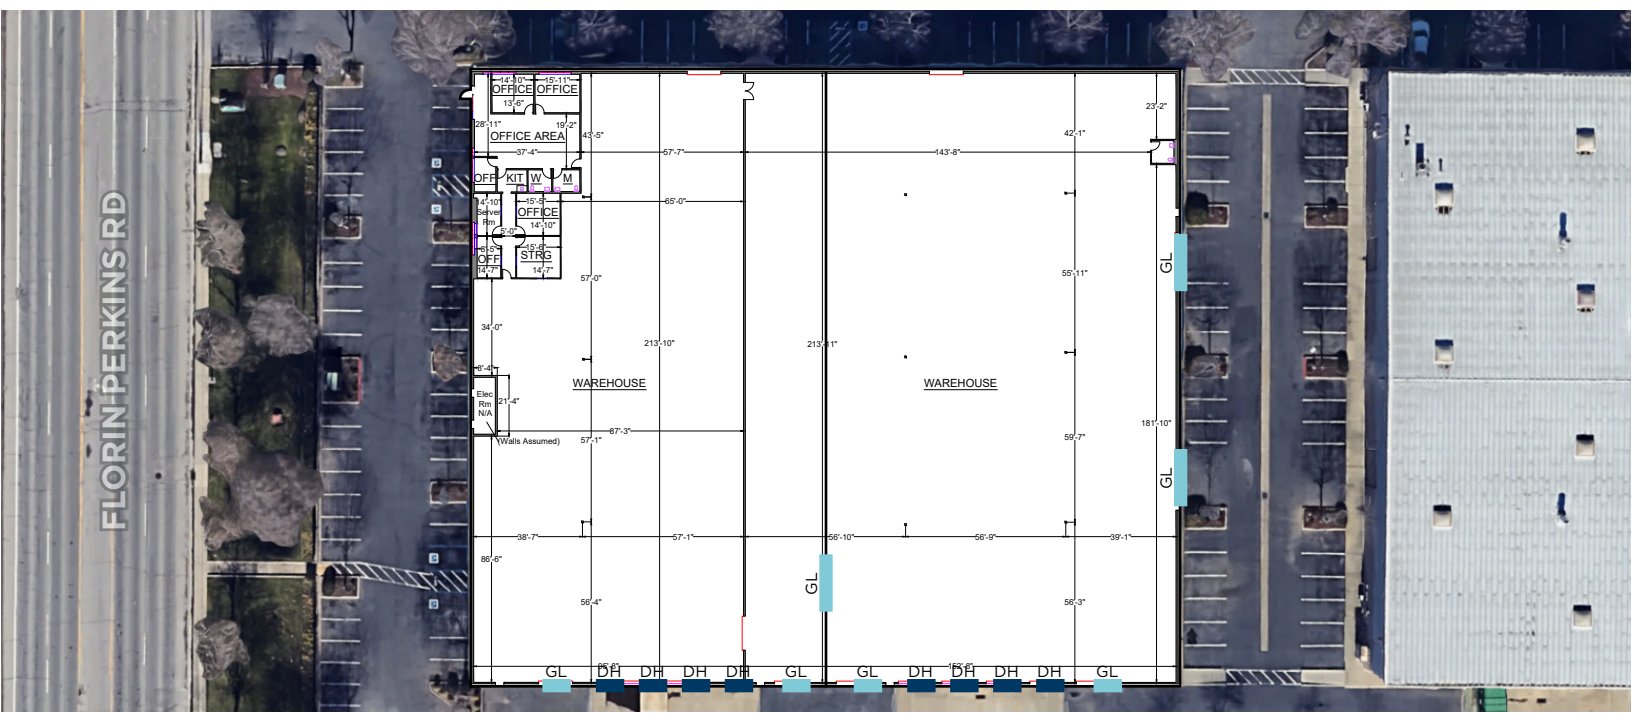 FLORIN PERKINS RD
14'-10"
15'-11"
OFFICE
OFFICE
13'-6"
28'-11"
19'-2"
OFFICE AREA
43'-5"
37'-4"
57'-7"
143'-8"
42'-1"
23'-2"
OFF
KIT
W
M
14'-10"
15'-5"
65'-0"
Server
Rm
OFFICE
14'-10"
5'-0"
8'-5"
15'-6"
OFF
STRG
14'-7"
14'-7"
57'-0"
55'-11"
GL
34'-0"
213'-10"
213'-11"
8'-4"
WAREHOUSE
WAREHOUSE
Elec
Rm
N/A
21'-4"
87'-3"
(Walls Assumed)
57'-1"
59'-7"
181'-10"
GL
38'-7"
57'-1"
56'-10"
56'-9"
39'-1"
86'-6"
GL
56'-4"
56'-3"
GL
DH
DH
DH
DH
GL
GL
DH
DH
DH
DH
GL